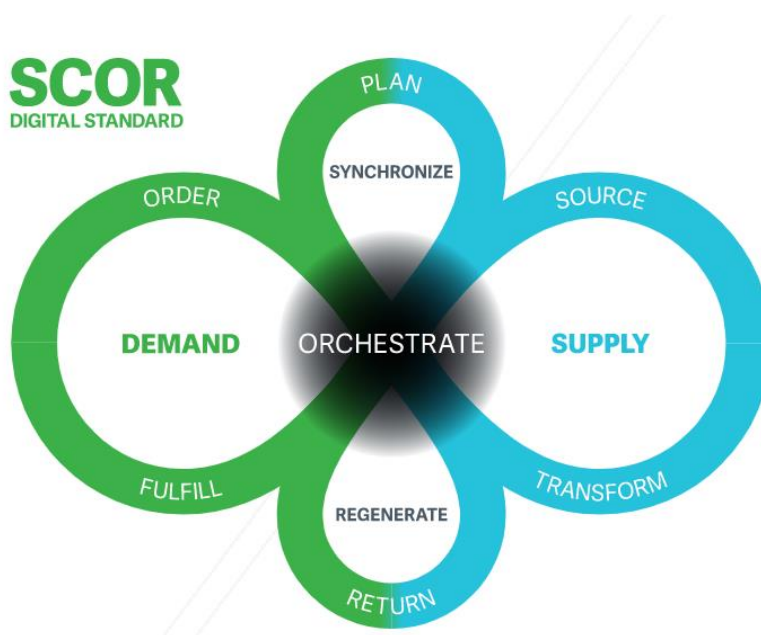 SCOR
DIGITAL STANDARD
PLAN
SYNCHRONIZE
ORDER
SOURCE
DEMAND
ORCHESTRATE
SUPPLY
FULFILL
TRANSFORM
REGENERATE
RETURN